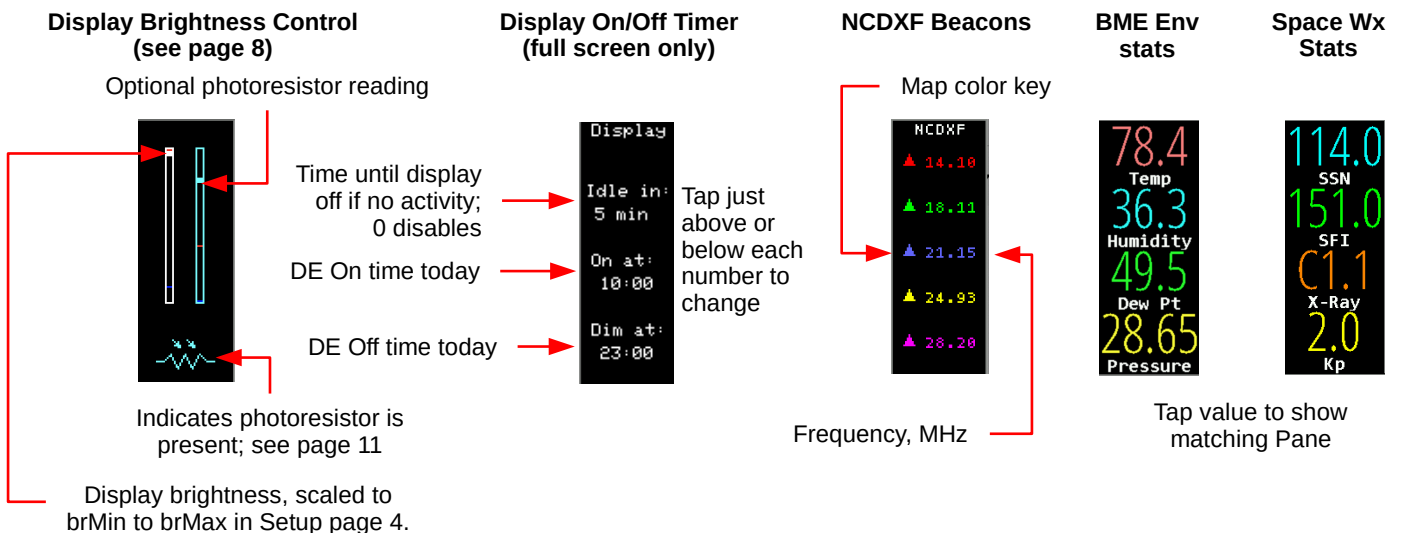 Display Brightness Control
(see page 8)
Display On/Off Timer
(full screen only)
NCDXF Beacons
BME Env
stats
Space Wx
Stats
Optional photoresistor reading
Map color key
Display
Idle in:
5 min
On at:
10:00
Dim at:
23:00
Time until display
off if no activity;
0 disables
DE On time today
DE Off time today
Tap just
above or
below each
number to
change
NCDXF
14.10
18.11
21.15
24.93
28.20
78.4
Temp
36.3
Humidity
49.5
Dew Pt
28.65
Pressure
114.0
SSN
151.0
SFI
C1.1
X-Ray
2.0
Kp
Indicates photoresistor is
present; see page 11
Frequency, MHz
Tap value to show
matching Pane
Display brightness, scaled to
brMin to brMax in Setup page 4.